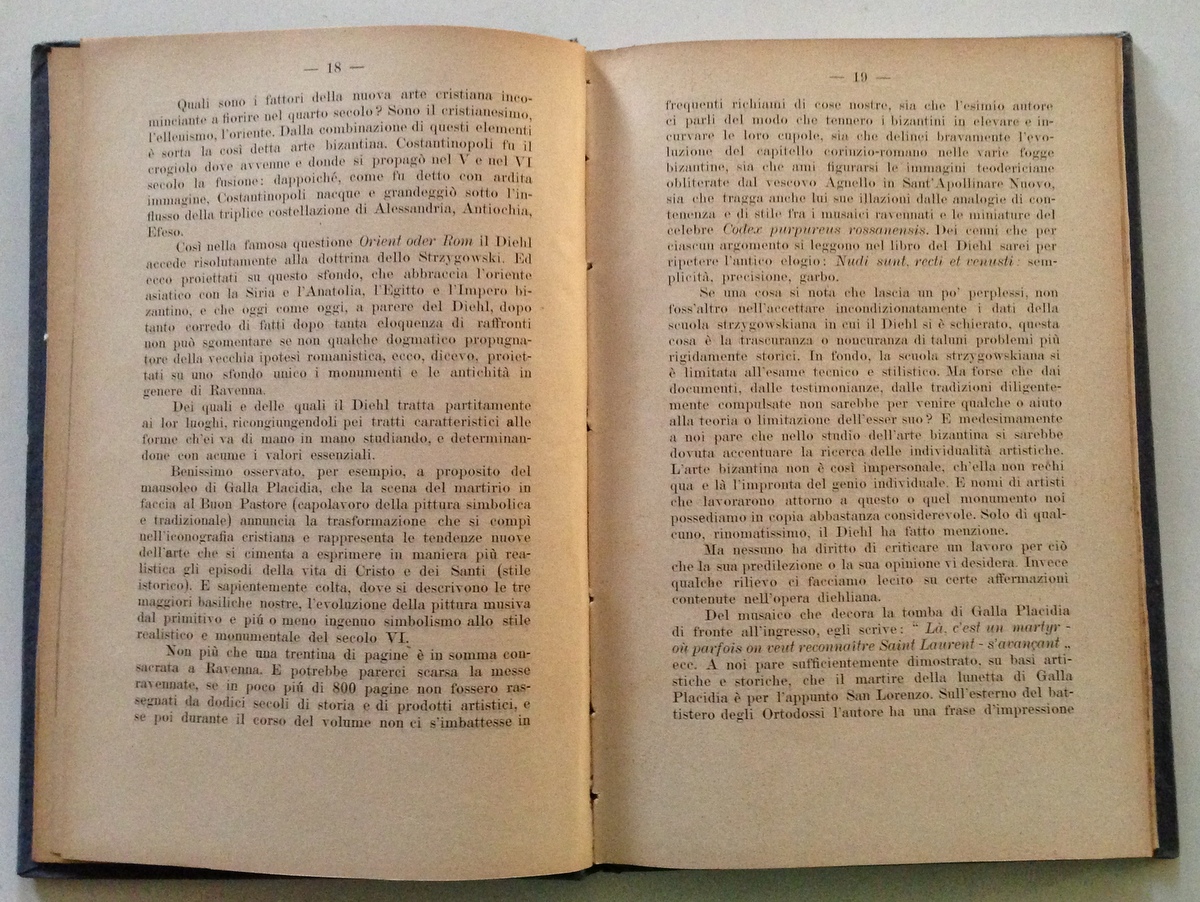 — 18 —
Quali sono i fattori della nuova arte cristiana inco-
minciante a fiorire nel quarto secolo? Sono il cristianesimo,
l'ellenismo, l'oriente. Dalla combinazione di questi elementi
è sorta la così detta arte bizantina. Costantinopoli fu il
crogiolo dove avvenne e donde si propagò nel V e nel VI
secolo la fusione: dappoiché, come fu detto con ardita
immagine, Costantinopoli nacque e grandeggiò sotto l'in-
flusso della triplice costellazione di Alessandria, Antiochia,
Efeso.
Così nella famosa questione Orient oder Rom il Diehl
accede risolutamente alla dottrina dello Strzygowski. Ed
ecco proiettati su questo sfondo, che abbraccia l'oriente
asiatico con la Siria e l'Anatolia, l'Egitto e l'Impero bi-
zantino, e che oggi come oggi, a parere del Diehl, dopo
tanto corredo di fatti dopo tanta eloquenza di raffronti
non può sgomentare se non qualche dogmatico propugna-
tore della vecchia ipotesi romanistica, ecco, dicevo, proiet-
tati su uno sfondo unico i monumenti e le antichità in
genere di Ravenna.
Dei quali e delle quali il Diehl tratta partitamente
ai lor luoghi, ricongiungendoli pei tratti caratteristici alle
forme ch'ei va di mano in mano studiando, e determinan-
done con acume i valori essenziali.
Benissimo osservato, per esempio, a proposito del
mausoleo di Galla Placidia, che la scena del martirio in
faccia al Buon Pastore (capolavoro della pittura simbolica
e tradizionale) annuncia la trasformazione che si compì
nell'iconografia cristiana e rappresenta le tendenze nuove
dell'arte che si cimenta a esprimere in maniera più rea-
listica gli episodi della vita di Cristo e dei Santi (stile
istorico). E sapientemente colta, dove si descrivono le tre
maggiori basiliche nostre, l'evoluzione della pittura musiva
dal primitivo e più o meno ingenuo simbolismo allo stile
realistico e monumentale del secolo VI.
Non più che una trentina di pagine è in somma con-
sacrata a Ravenna. E potrebbe parerci scarsa la messe
ravennate, se in poco più di 800 pagine non fossero ras-
segnati da dodici secoli di storia e di prodotti artistici, e
se poi durante il corso del volume non ci s'imbattesse in
— 19 —
frequenti richiami di cose nostre, sia che l'esimio autore
ci parli del modo che tennero i bizantini in elevare e in-
curvare le loro cupole, sia che delinei bravamente l'evo-
luzione del capitello corinzio-romano nelle varie fogge
bizantine, sia che ami figurarsi le immagini teodericiane
obliterate dal vescovo Agnello in Sant'Apollinare Nuovo,
sia che tragga anche lui sue illazioni dalle analogie di con-
tenenza e di stile fra i musaici ravennati e le miniature del
celebre Codex purpureus rossanensis. Dei cenni che per
ciascun argomento si leggono nel libro del Diehl sarei per
ripetere l'antico elogio: Nudi sunt, recti et venusti: sem-
plicità, precisione, garbo.
Se una cosa si nota che lascia un po' perplessi, non
foss'altro nell'accettare incondizionatamente i dati della
scuola strzygowskiana in cui il Diehl si è schierato, questa
cosa è la trascuranza o noncuranza di taluni problemi più
rigidamente storici. In fondo, la scuola strzygowskiana si
è limitata all'esame tecnico e stilistico. Ma forse che dai
documenti, dalle testimonianze, dalle tradizioni diligente-
mente compulsate non sarebbe per venire qualche o aiuto
alla teoria o limitazione dell'esser suo? E medesimamente
a noi pare che nello studio dell'arte bizantina si sarebbe
dovuta accentuare la ricerca delle individualità artistiche.
L'arte bizantina non è così impersonale, ch'ella non rechi
qua e là l'impronta del genio individuale. E nomi di artisti
che lavorarono attorno a questo o quel monumento noi
possediamo in copia abbastanza considerevole. Solo di qual-
cuno, rinomatissimo, il Diehl ha fatto menzione.
Ma nessuno ha diritto di criticare un lavoro per ciò
che la sua predilezione o la sua opinione vi desidera. Invece
qualche rilievo ci facciamo lecito su certe affermazioni
contenute nell'opera diehliana.
Del musaico che decora la tomba di Galla Placidia
di fronte all'ingresso, egli scrive: “ Là, c'est un martyr -
où parfois on veut reconnaître Saint Laurent - s'avançant „
ecc. A noi pare sufficientemente dimostrato, su basi arti-
stiche e storiche, che il martire della lunetta di Galla
Placidia è per l'appunto San Lorenzo. Sull'esterno del bat-
tistero degli Ortodossi l'autore ha una frase d'impressione